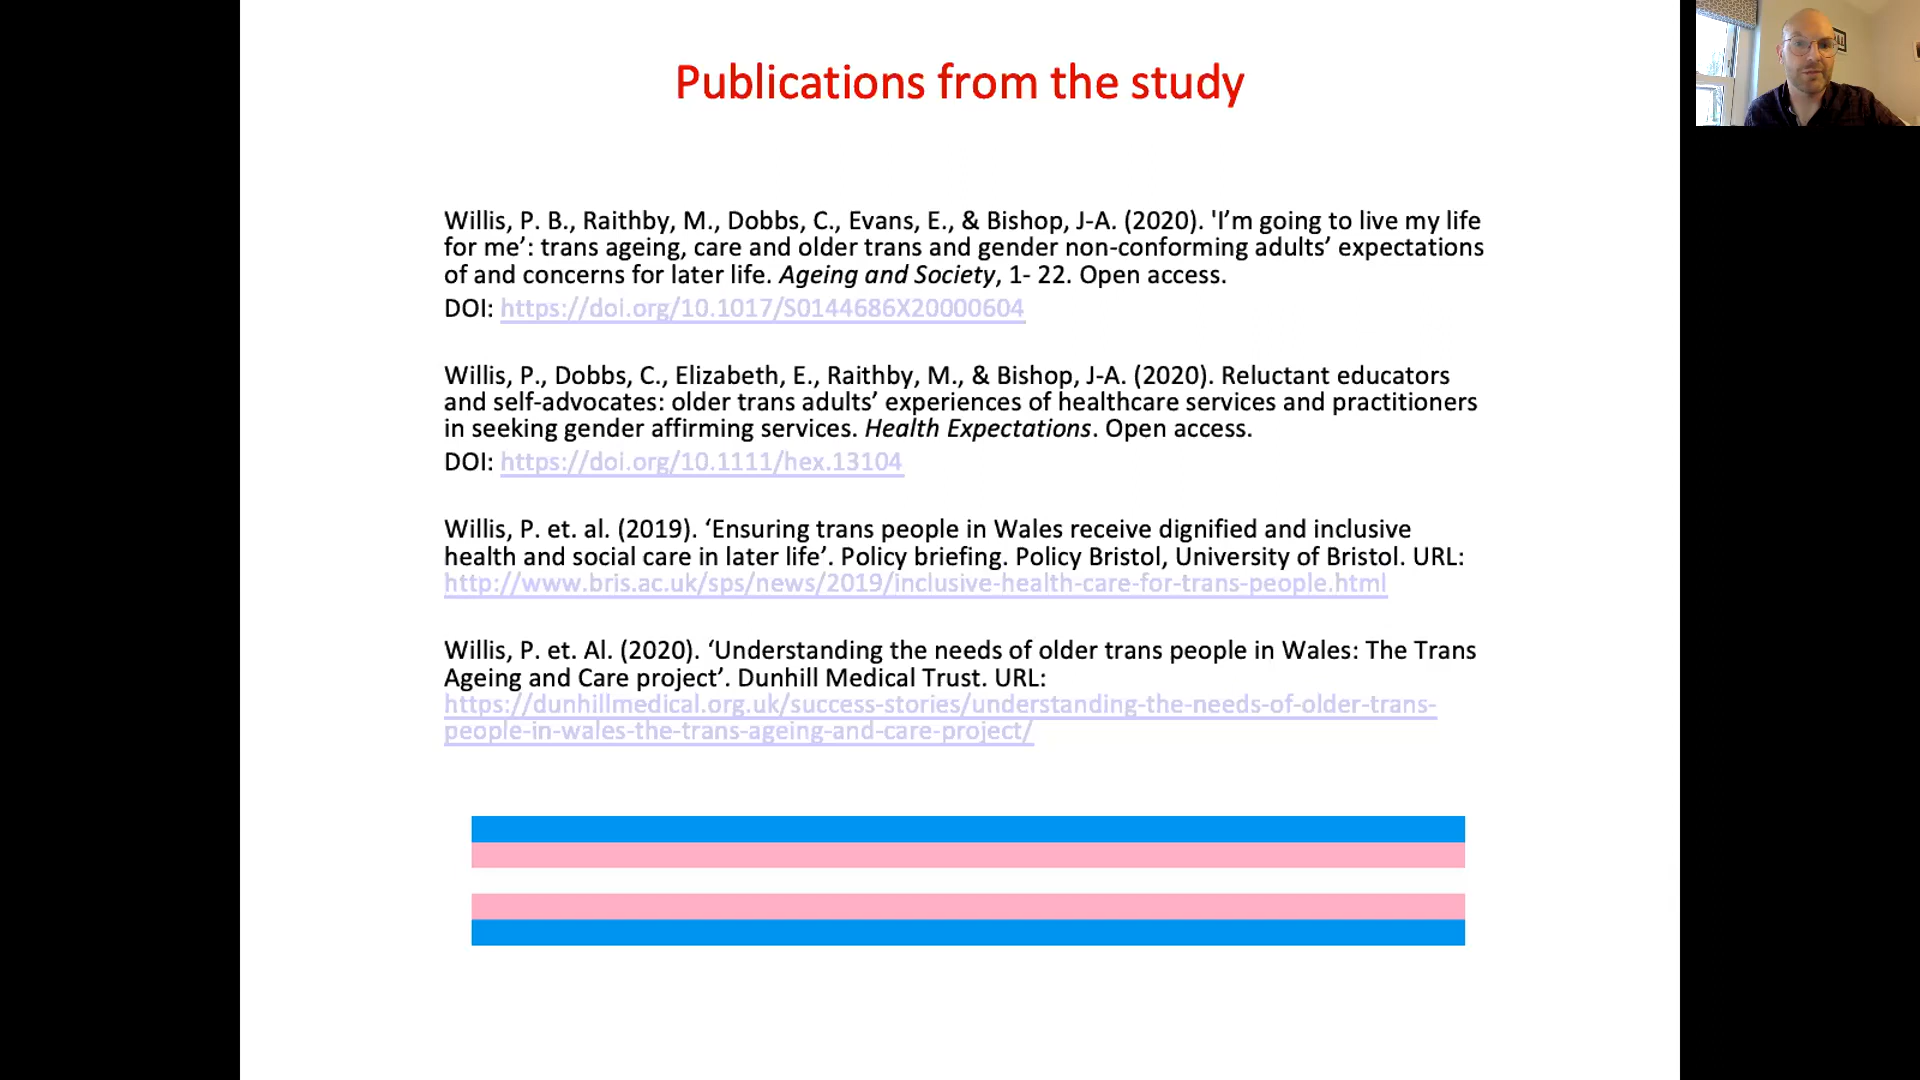 Publications from the study
Willis, P. B., Raithby, M., Dobbs, C., Evans, E., & Bishop, J-A. (2020). 'I’m going to live my life
for me’: trans ageing, care and older trans and gender non-conforming adults’ expectations
of and concerns for later life. Ageing and Society, 1- 22. Open access.
DOI: https://doi.org/10.1017/S0144686X20000604
Willis, P., Dobbs, C., Elizabeth, E., Raithby, M., & Bishop, J-A. (2020). Reluctant educators
and self-advocates: older trans adults’ experiences of healthcare services and practitioners
in seeking gender affirming services. Health Expectations. Open access.
DOI: https://doi.org/10.1111/hex.13104
Willis, P. et. al. (2019). ‘Ensuring trans people in Wales receive dignified and inclusive
health and social care in later life’. Policy briefing. Policy Bristol, University of Bristol. URL:
http://www.bris.ac.uk/sps/news/2019/inclusive-health-care-for-trans-people.html
Willis, P. et. Al. (2020). ‘Understanding the needs of older trans people in Wales: The Trans
Ageing and Care project’. Dunhill Medical Trust. URL:
https://dunhillmedical.org.uk/success-stories/understanding-the-needs-of-older-trans-
people-in-wales-the-trans-ageing-and-care-project/